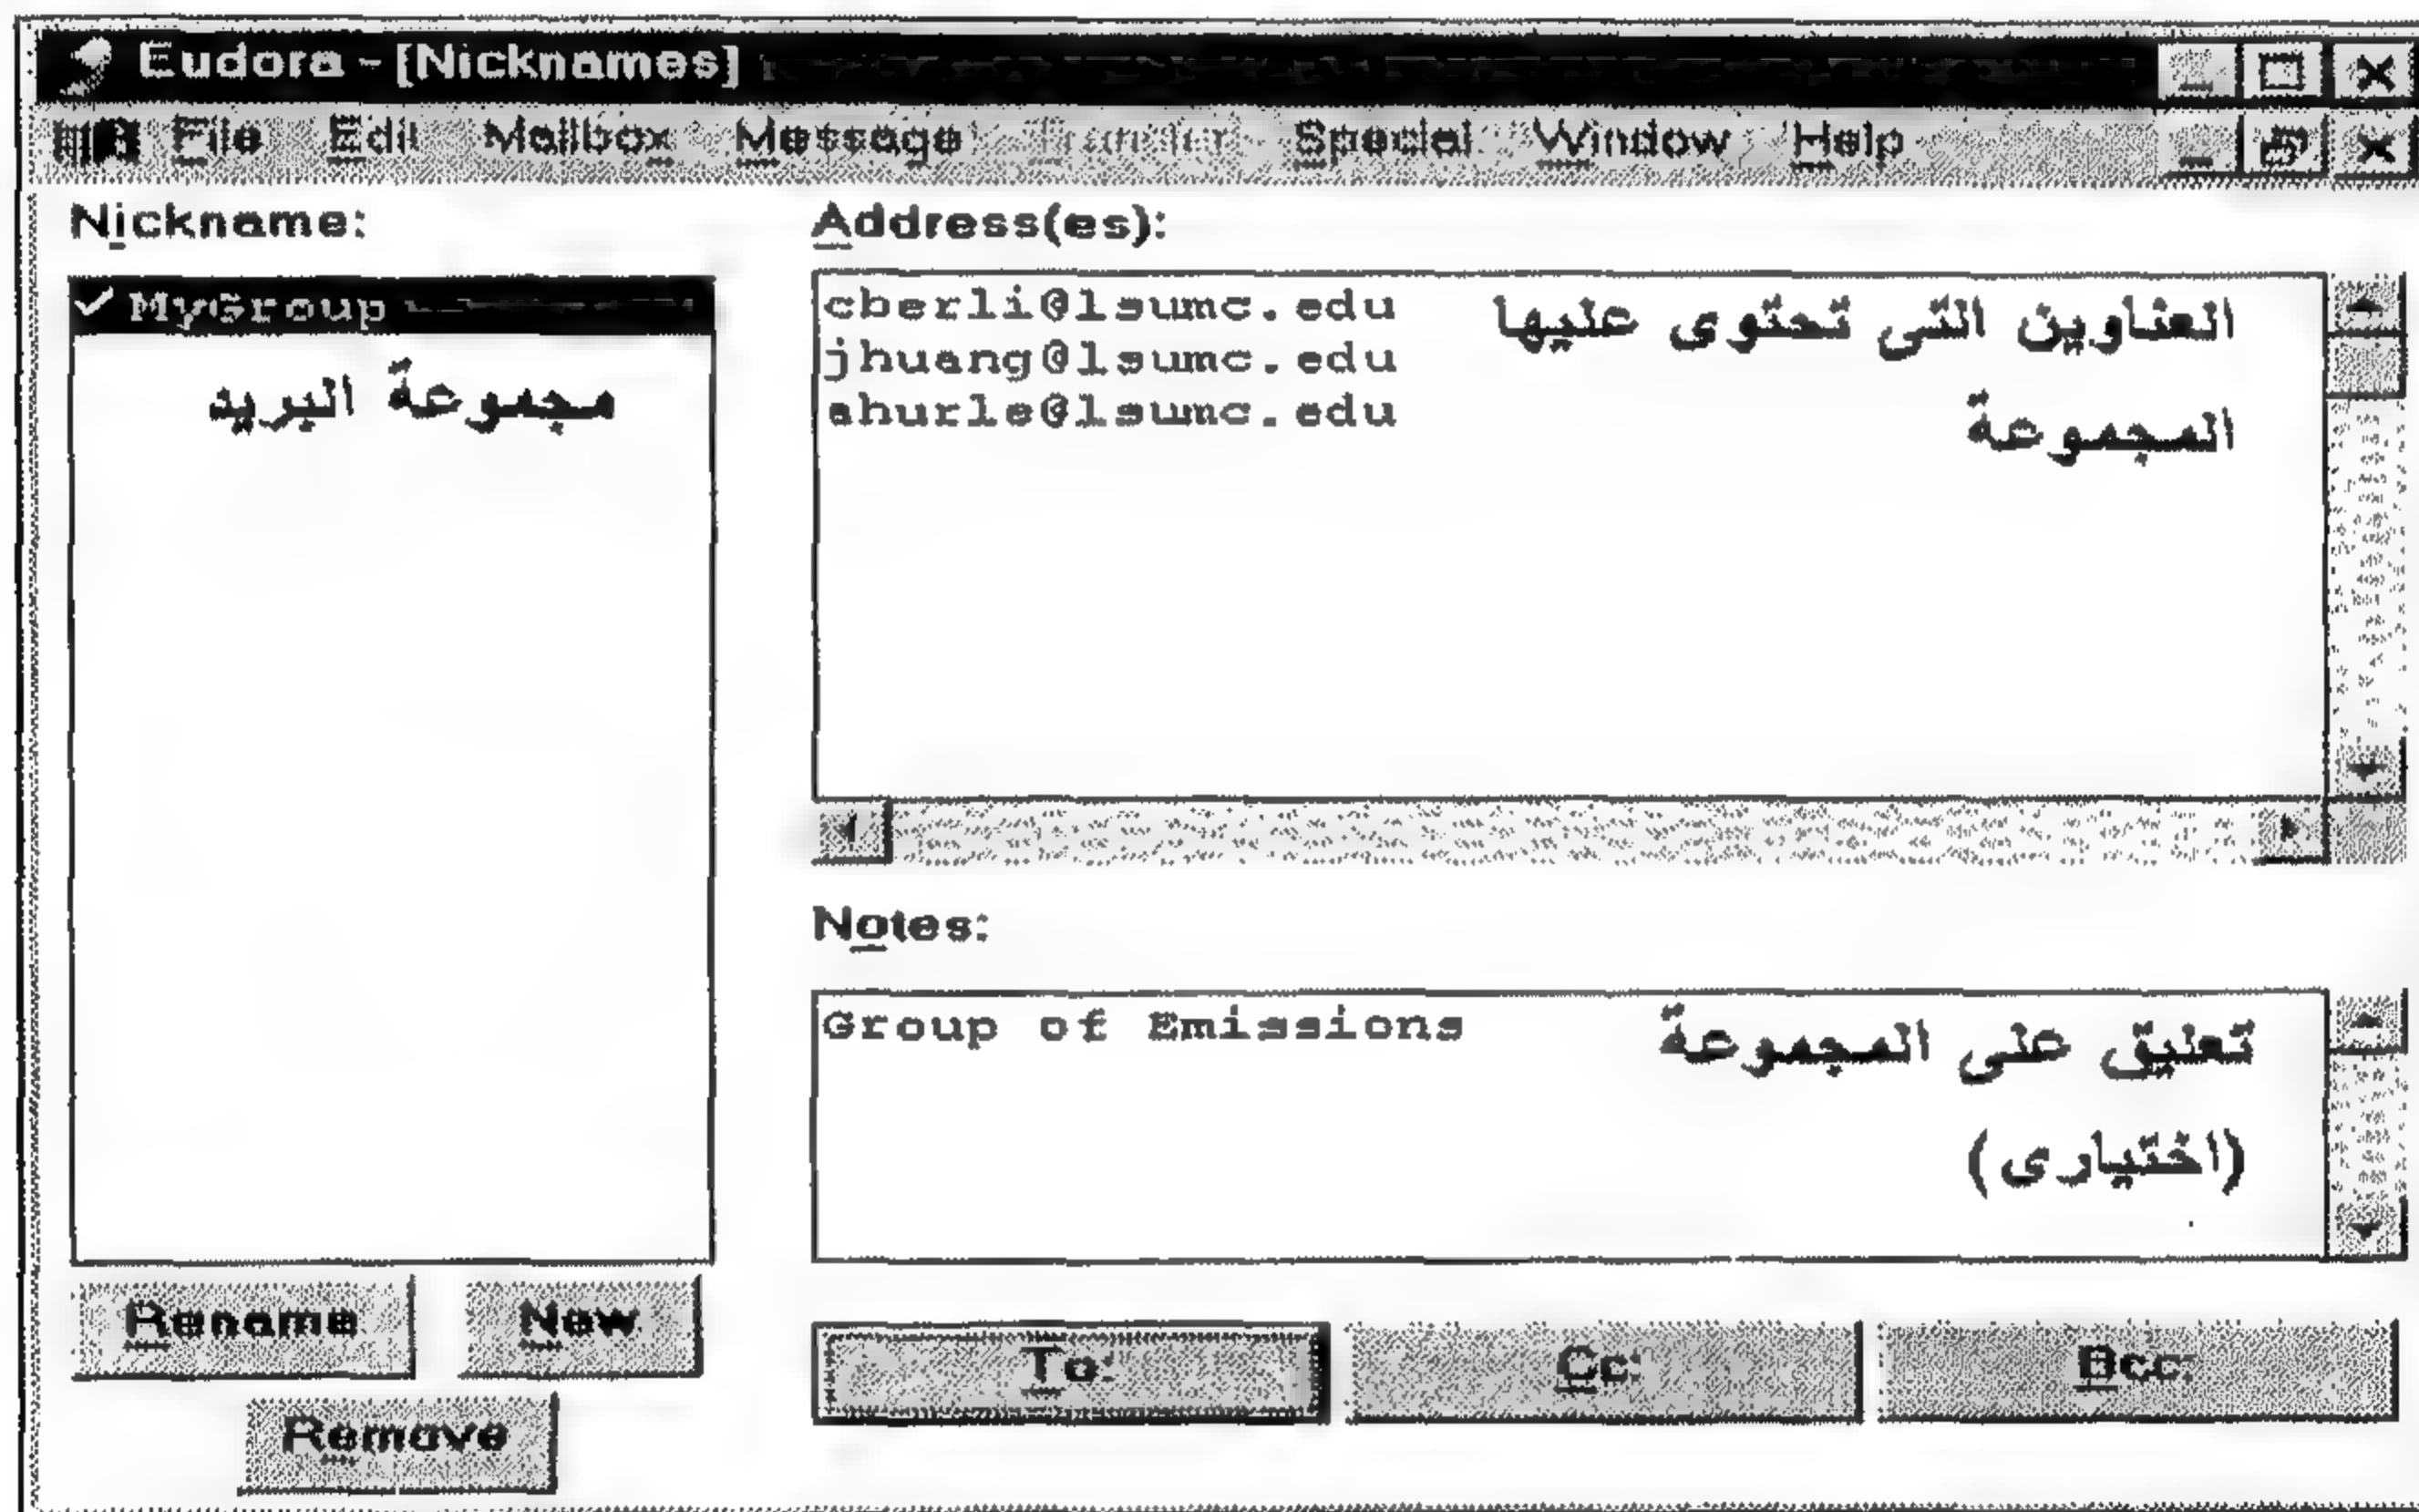 Eudora - [Nicknames]
File Edit Mailbox Message Transfer Special Window Help
Nickname:
MyGroup
مجموعة البريد
Address(es):
cberli@lsumc.edu
jhuang@lsumc.edu
ahurle@lsumc.edu
العناوين التى تحتوى عليها
المجموعة
Notes:
Group of Emissions
تعليق على المجموعة
(اختيارى)
Rename New
Remove
To: Cc: Bcc: